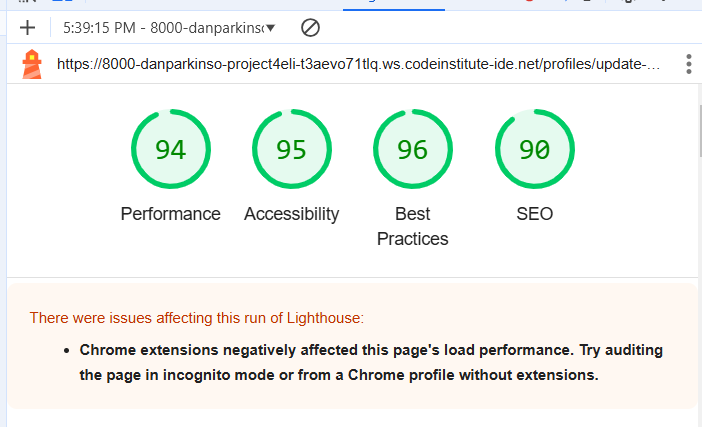 5:39:15 PM - 8000-danparkinso
https://8000-danparkinso-project4eli-t3aevo71tlq.ws.codeinstitute-ide.net/profiles/update-…
94 95 96 90
Performance Accessibility Best Practices SEO
There were issues affecting this run of Lighthouse:
• Chrome extensions negatively affected this page's load performance. Try auditing
the page in incognito mode or from a Chrome profile without extensions.